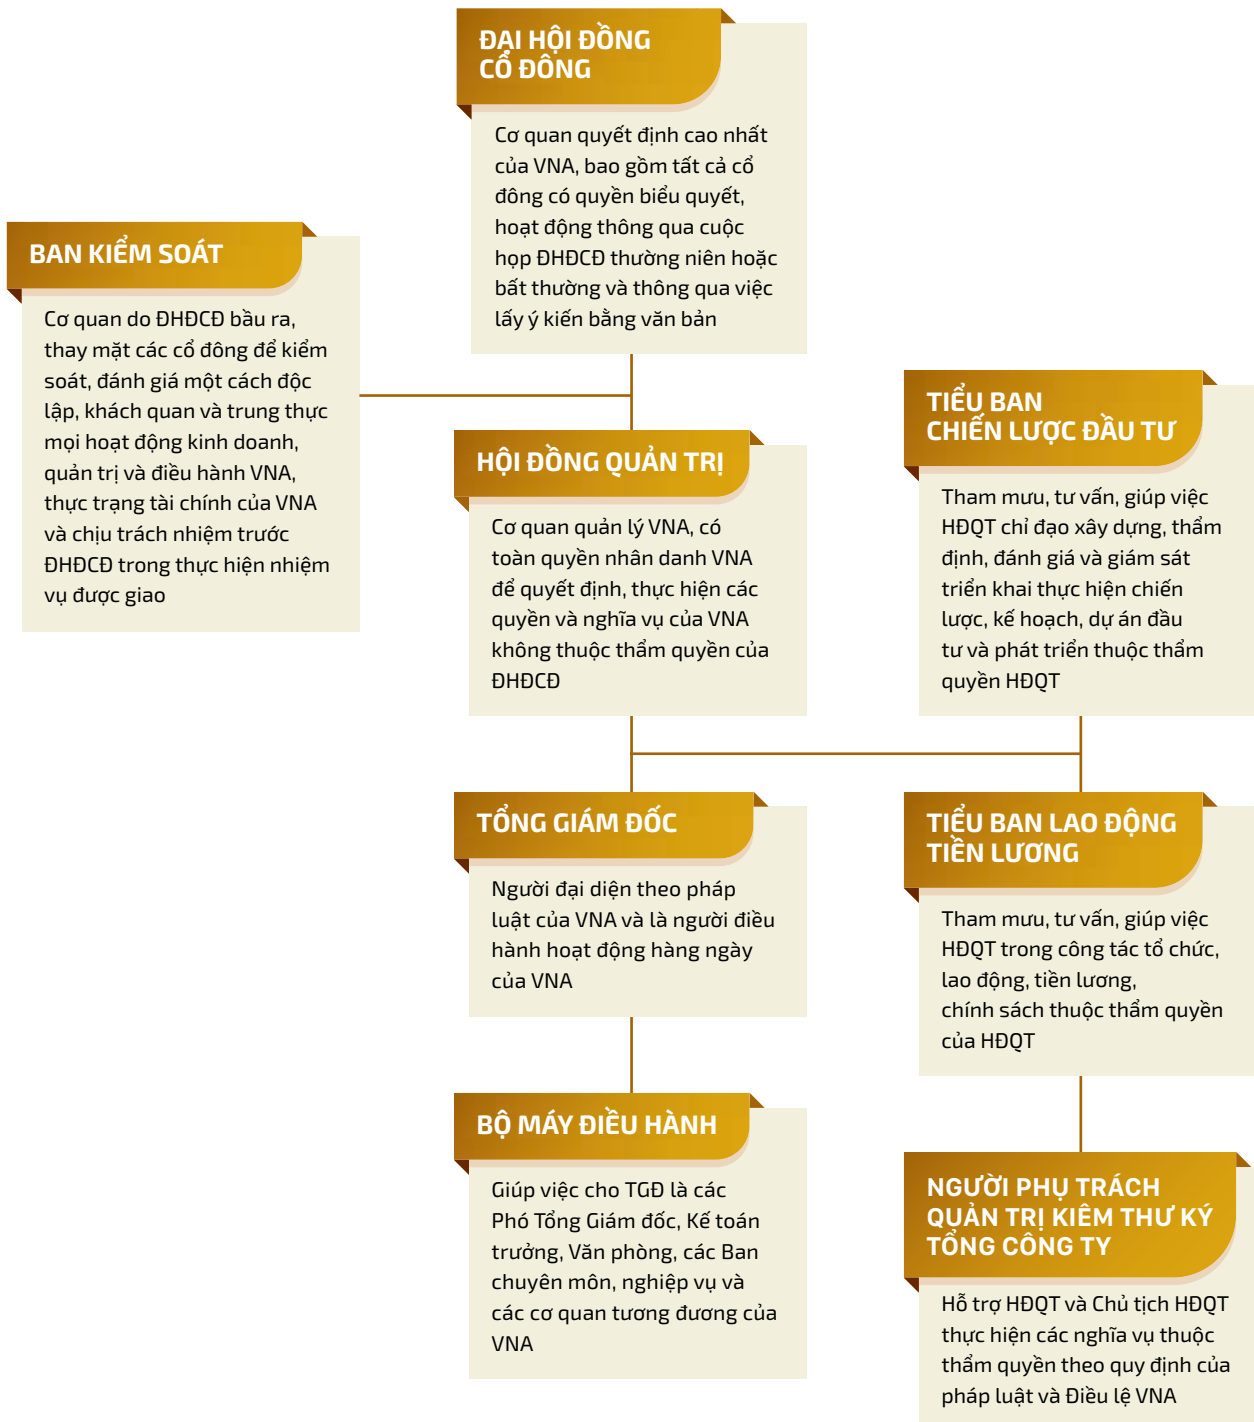 ĐẠI HỘI ĐỒNG
CỔ ĐÔNG
Cơ quan quyết định cao nhất
của VNA, bao gồm tất cả cổ
đông có quyền biểu quyết,
hoạt động thông qua cuộc
họp ĐHĐCĐ thường niên hoặc
bất thường và thông qua việc
lấy ý kiến bằng văn bản
BAN KIỂM SOÁT
Cơ quan do ĐHĐCĐ bầu ra,
thay mặt các cổ đông để kiểm
soát, đánh giá một cách độc
lập, khách quan và trung thực
mọi hoạt động kinh doanh,
quản trị và điều hành VNA,
thực trạng tài chính của VNA
và chịu trách nhiệm trước
ĐHĐCĐ trong thực hiện nhiệm
vụ được giao
HỘI ĐỒNG QUẢN TRỊ
Cơ quan quản lý VNA, có
toàn quyền nhân danh VNA
để quyết định, thực hiện các
quyền và nghĩa vụ của VNA
không thuộc thẩm quyền của
ĐHĐCĐ
TIỂU BAN
CHIẾN LƯỢC ĐẦU TƯ
Tham mưu, tư vấn, giúp việc
HĐQT chỉ đạo xây dựng, thẩm
định, đánh giá và giám sát
triển khai thực hiện chiến
lược, kế hoạch, dự án đầu
tư và phát triển thuộc thẩm
quyền HĐQT
TỔNG GIÁM ĐỐC
Người đại diện theo pháp
luật của VNA và là người điều
hành hoạt động hàng ngày
của VNA
TIỂU BAN LAO ĐỘNG
TIỀN LƯƠNG
Tham mưu, tư vấn, giúp việc
HĐQT trong công tác tổ chức,
lao động, tiền lương,
chính sách thuộc thẩm quyền
của HĐQT
BỘ MÁY ĐIỀU HÀNH
Giúp việc cho TGĐ là các
Phó Tổng Giám đốc, Kế toán
trưởng, Văn phòng, các Ban
chuyên môn, nghiệp vụ và
các cơ quan tương đương của
VNA
NGƯỜI PHỤ TRÁCH
QUẢN TRỊ KIÊM THƯ KÝ
TỔNG CÔNG TY
Hỗ trợ HĐQT và Chủ tịch HĐQT
thực hiện các nghĩa vụ thuộc
thẩm quyền theo quy định của
pháp luật và Điều lệ VNA